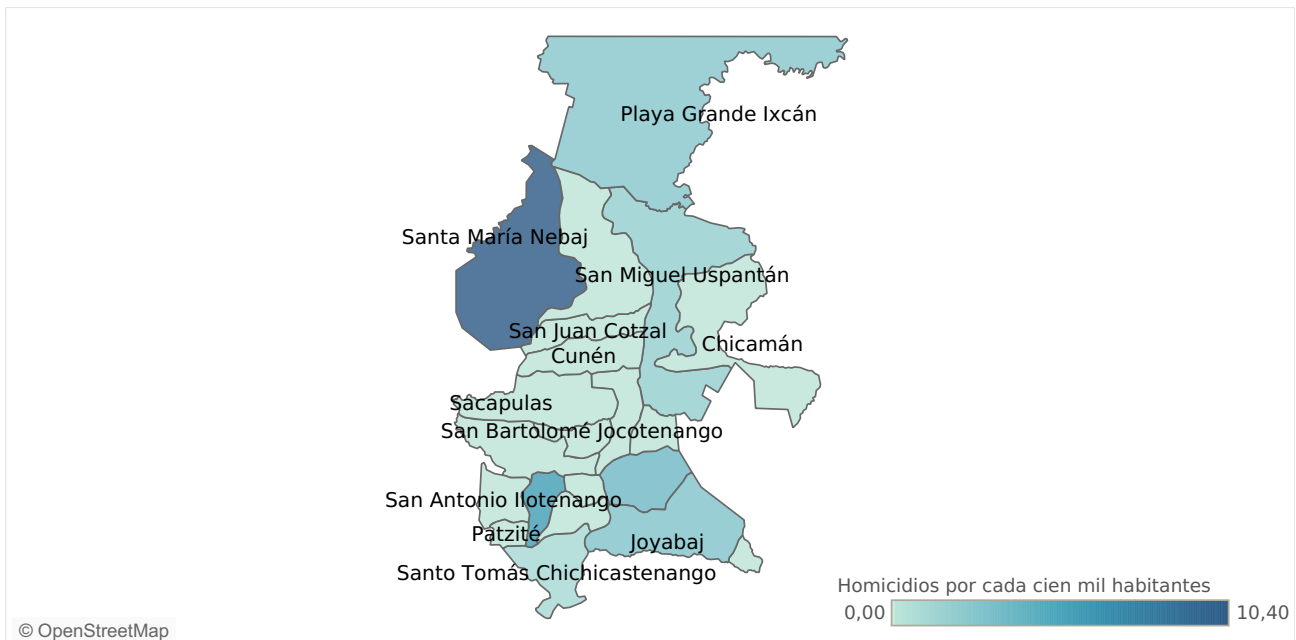 Playa Grande Ixcán
Santa María Nebaj
San Miguel Uspantán
San Juan Cotzal
Chicamán
Cunén
Sacapulas
San Bartolomé Jocotenango
San Antonio Ilotenango
Patzité
Joyabaj
Santo Tomás Chichicastenango
Homicidios por cada cien mil habitantes
0,00 10,40
© OpenStreetMap